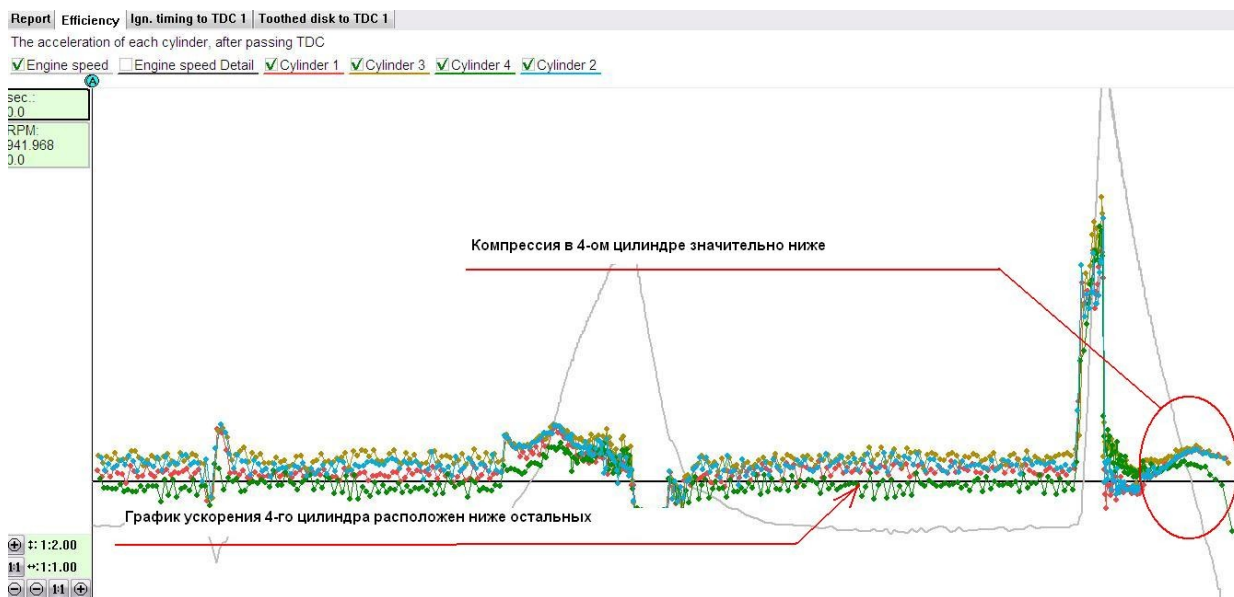 Report Efficiency Ign. timing to TDC 1 Toothed disk to TDC 1
The acceleration of each cylinder, after passing TDC
Engine speed Engine speed Detail Cylinder 1 Cylinder 3 Cylinder 4 Cylinder 2
A
sec.:
0.0
RPM:
941.968
0.0
Компрессия в 4-ом цилиндре значительно ниже
График ускорения 4-го цилиндра расположен ниже остальных
1:2.00
1:1 1:1.00
1:1